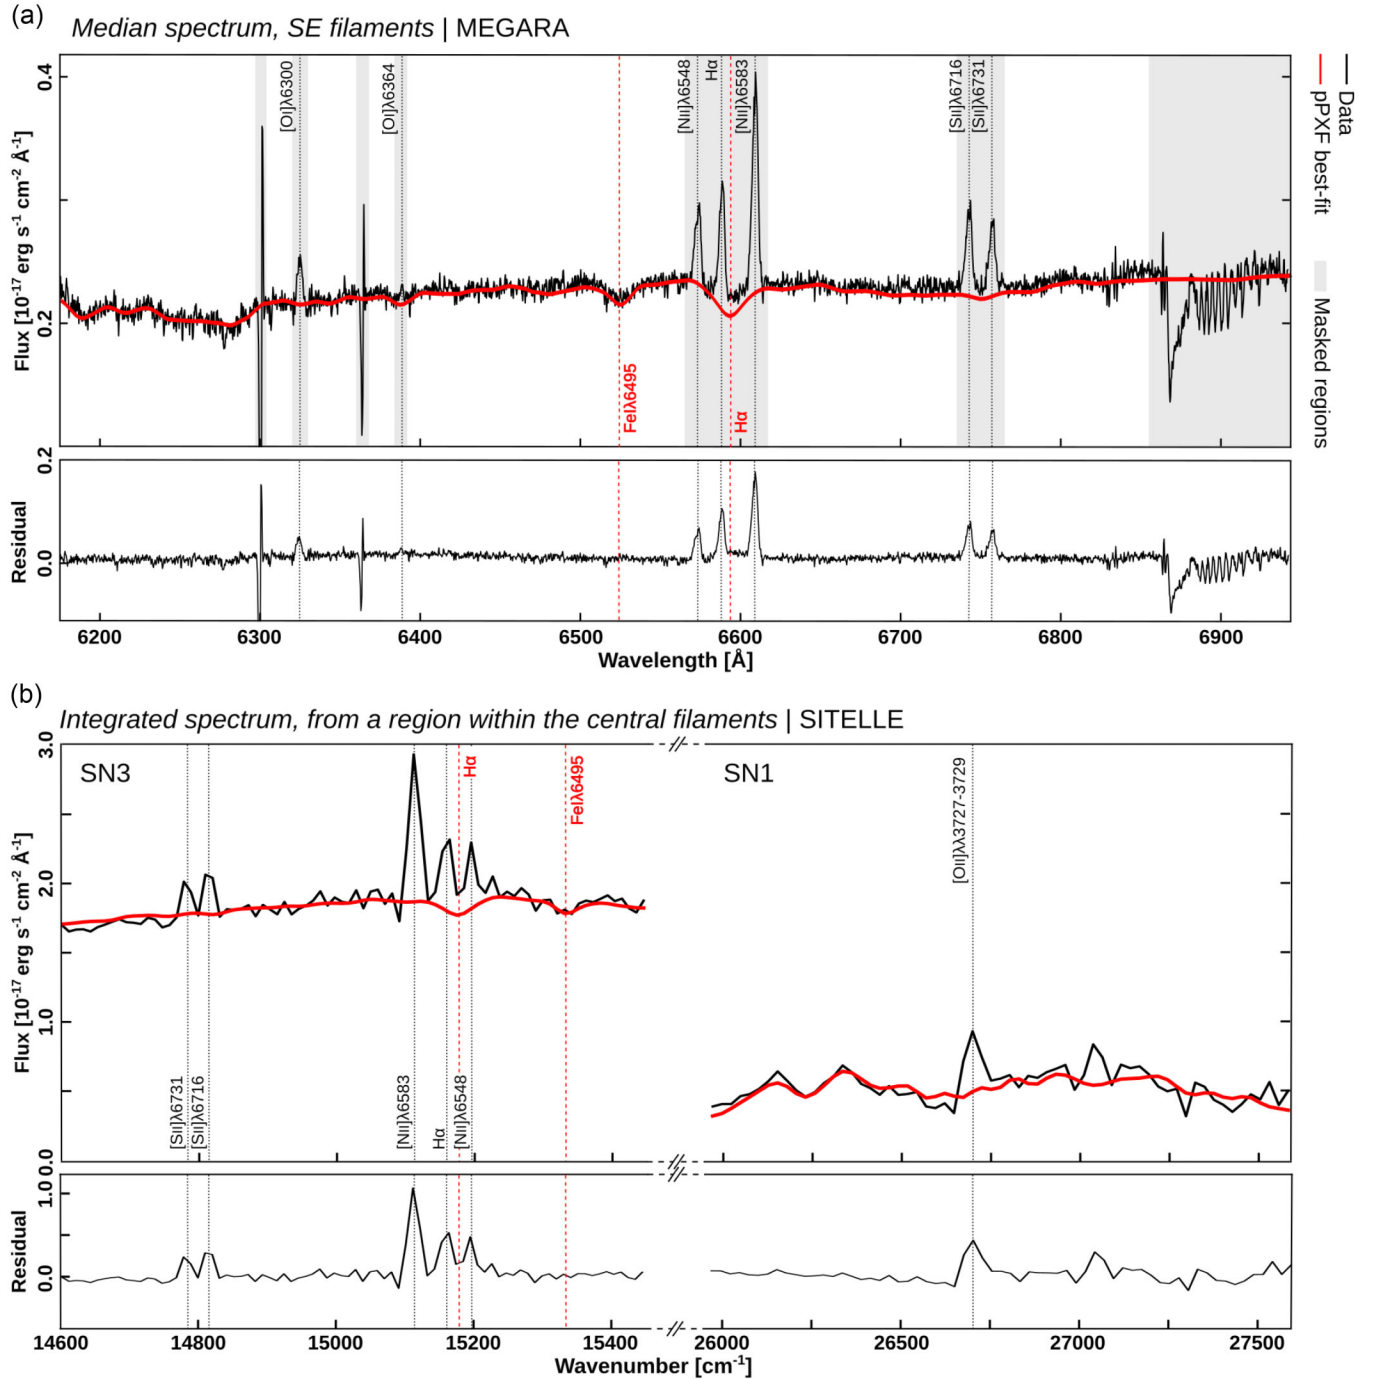 (a)
Median spectrum, SE filaments | MEGARA
0.4
0.2
Flux [10⁻¹⁷ erg s⁻¹ cm⁻² Å⁻¹]
[OI]λ6300
[OI]λ6364
[NII]λ6548
Hα
[NII]λ6583
[SII]λ6716
[SII]λ6731
FeIλ6495
Hα
Data
pPXF best-fit
Masked regions
0.2
0.0
Residual
6200 6300 6400 6500 6600 6700 6800 6900
Wavelength [Å]
(b)
Integrated spectrum, from a region within the central filaments | SITELLE
SN3
SN1
3.0
2.0
1.0
0.0
Flux [10⁻¹⁷ erg s⁻¹ cm⁻² Å⁻¹]
Hα
FeIλ6495
[OII]λλ3727-3729
[SII]λ6731
[SII]λ6716
[NII]λ6583
Hα
[NII]λ6548
1.0
0.0
Residual
14600 14800 15000 15200 15400 26000 26500 27000 27500
Wavenumber [cm⁻¹]